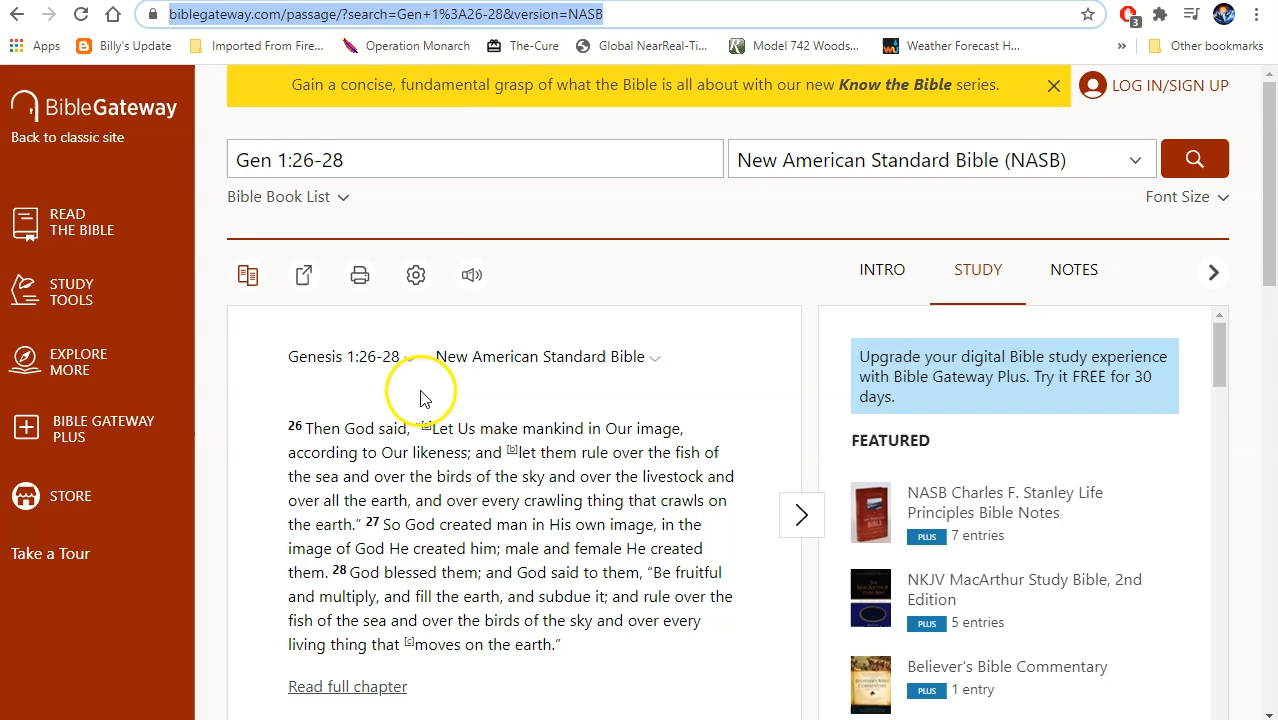 biblegateway.com/passage/?search=Gen+1%3A26-28&version=NASB
3
Apps Billy's Update Imported From Fire... Operation Monarch The-Cure Global NearReal-Ti... Model 742 Woods... Weather Forecast H... » Other bookmarks
Gain a concise, fundamental grasp of what the Bible is all about with our new Know the Bible series.
LOG IN/SIGN UP
BibleGateway
Back to classic site
READ
THE BIBLE
STUDY
TOOLS
EXPLORE
MORE
BIBLE GATEWAY
PLUS
STORE
Take a Tour
Gen 1:26-28
New American Standard Bible (NASB)
Bible Book List
Font Size
INTRO STUDY NOTES
Genesis 1:26-28 New American Standard Bible
26 Then God said, “Let Us make mankind in Our image,
according to Our likeness; and [b]let them rule over the fish of
the sea and over the birds of the sky and over the livestock and
over all the earth, and over every crawling thing that crawls on
the earth.” 27 So God created man in His own image, in the
image of God He created him; male and female He created
them. 28 God blessed them; and God said to them, “Be fruitful
and multiply, and fill the earth, and subdue it; and rule over the
fish of the sea and over the birds of the sky and over every
living thing that [c]moves on the earth.”
Read full chapter
Upgrade your digital Bible study experience
with Bible Gateway Plus. Try it FREE for 30
days.
FEATURED
NASB Charles F. Stanley Life
Principles Bible Notes
PLUS 7 entries
NKJV MacArthur Study Bible, 2nd
Edition
PLUS 5 entries
Believer's Bible Commentary
PLUS 1 entry